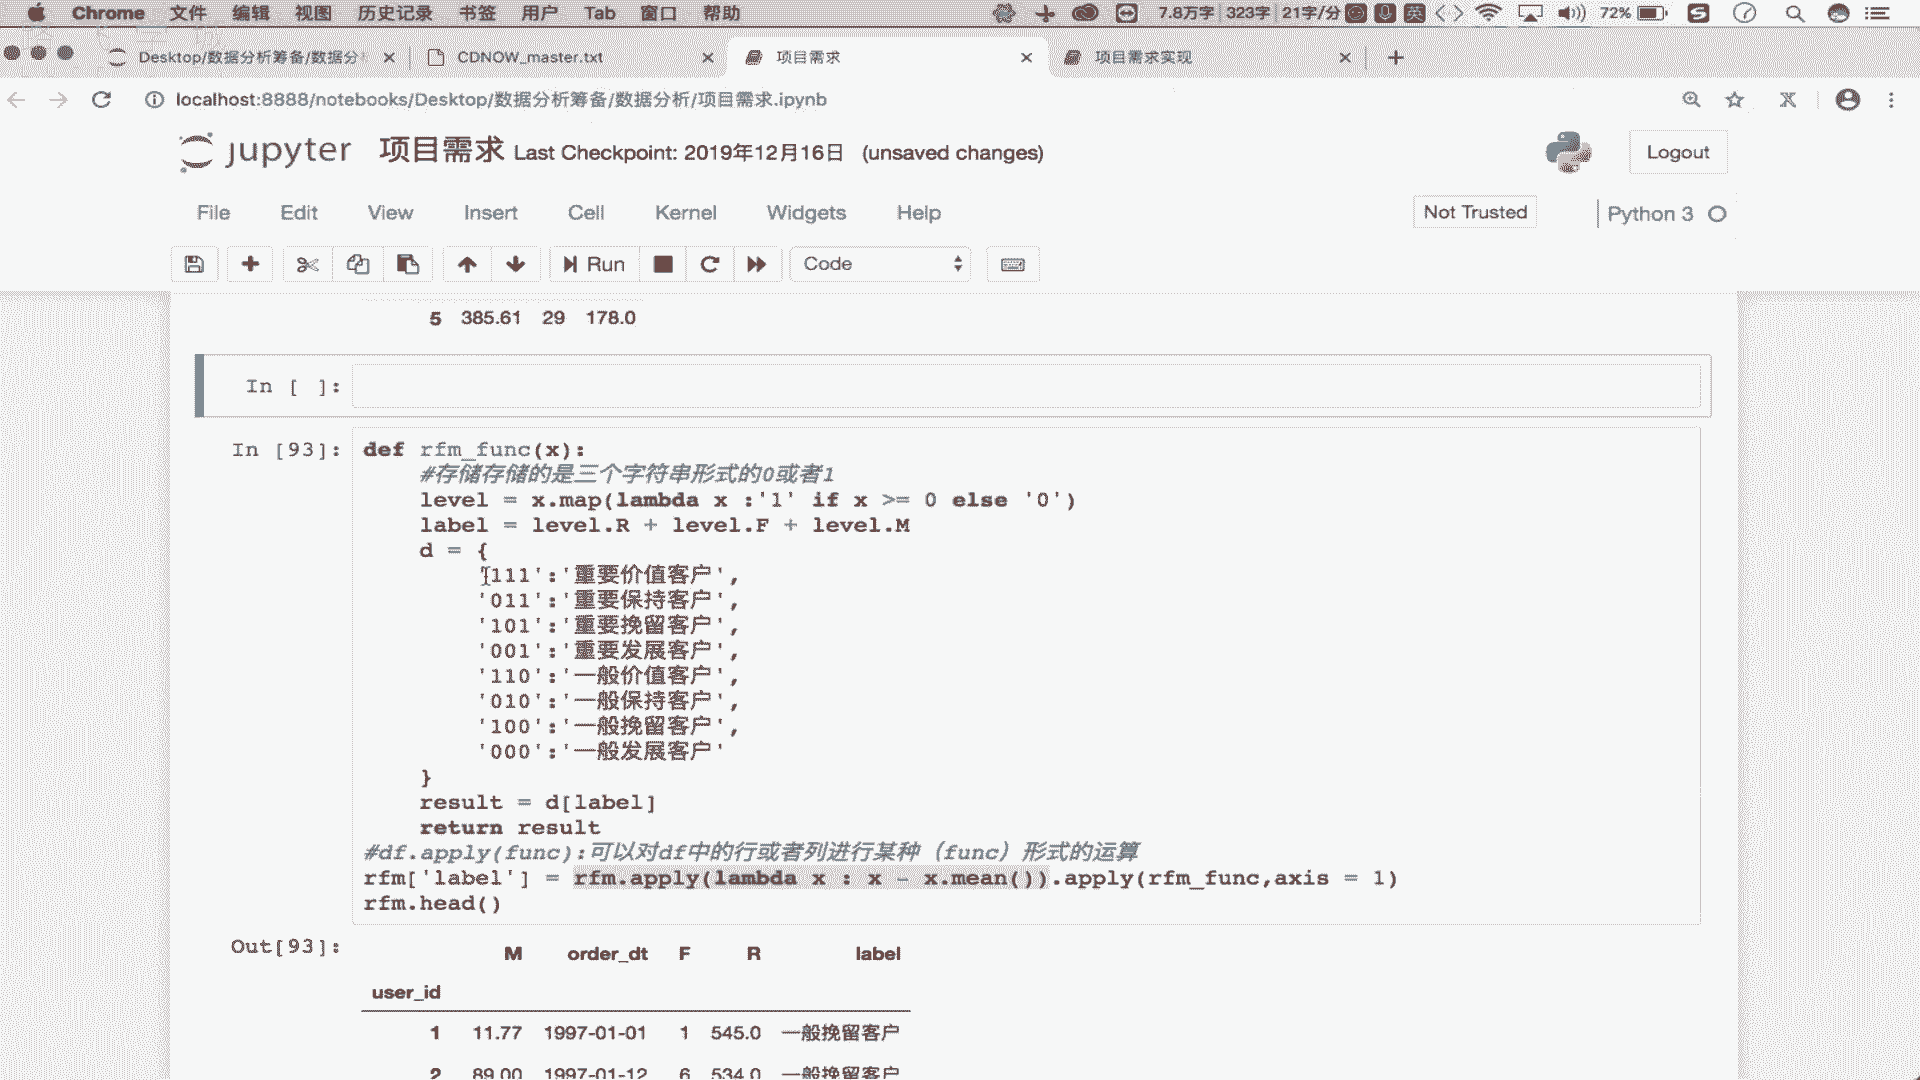 Chrome 文件 编辑 视图 历史记录 书签 用户 Tab 窗口 帮助 7.8万字 323字 21字/分 英 72%
Desktop/数据分析筹备/数据分 CDNOW_master.txt 项目需求 项目需求实现
localhost:8888/notebooks/Desktop/数据分析筹备/数据分析/项目需求.ipynb
jupyter 项目需求 Last Checkpoint: 2019年12月16日 (unsaved changes) Logout
File Edit View Insert Cell Kernel Widgets Help Not Trusted Python 3
Run Code
5 385.61 29 178.0
In [ ]:
In [93]: def rfm_func(x):
#存储存储的是三个字符串形式的0或者1
level = x.map(lambda x :'1' if x >= 0 else '0')
label = level.R + level.F + level.M
d = {
'111':'重要价值客户',
'011':'重要保持客户',
'101':'重要挽留客户',
'001':'重要发展客户',
'110':'一般价值客户',
'010':'一般保持客户',
'100':'一般挽留客户',
'000':'一般发展客户'
}
result = d[label]
return result
#df.apply(func):可以对df中的行或者列进行某种（func）形式的运算
rfm['label'] = rfm.apply(lambda x : x - x.mean()).apply(rfm_func,axis = 1)
rfm.head()
Out[93]:
M order_dt F R label
user_id
1 11.77 1997-01-01 1 545.0 一般挽留客户
2 89.00 1997-01-12 6 534.0 一般挽留客户